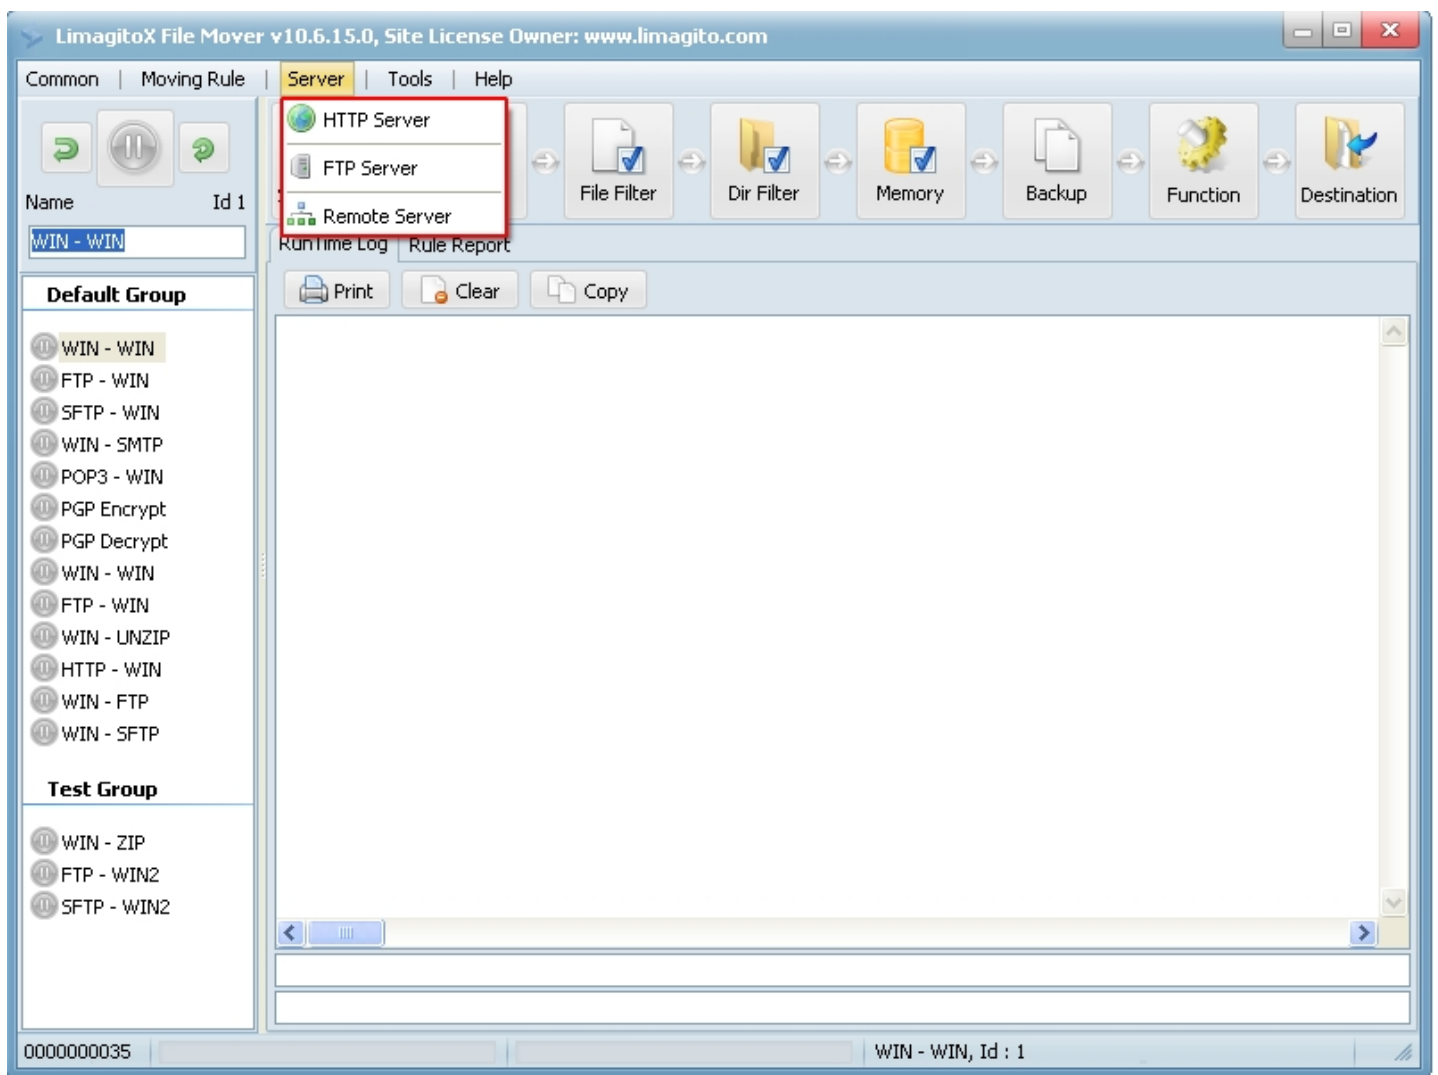 LimagitoX File Mover v10.6.15.0, Site License Owner: www.limagito.com
Common | Moving Rule | Server | Tools | Help
HTTP Server
FTP Server
Remote Server
File Filter
Dir Filter
Memory
Backup
Function
Destination
Name Id 1
WIN - WIN
RunTime Log Rule Report
Print Clear Copy
Default Group
WIN - WIN
FTP - WIN
SFTP - WIN
WIN - SMTP
POP3 - WIN
PGP Encrypt
PGP Decrypt
WIN - WIN
FTP - WIN
WIN - UNZIP
HTTP - WIN
WIN - FTP
WIN - SFTP
Test Group
WIN - ZIP
FTP - WIN2
SFTP - WIN2
0000000035
WIN - WIN, Id : 1